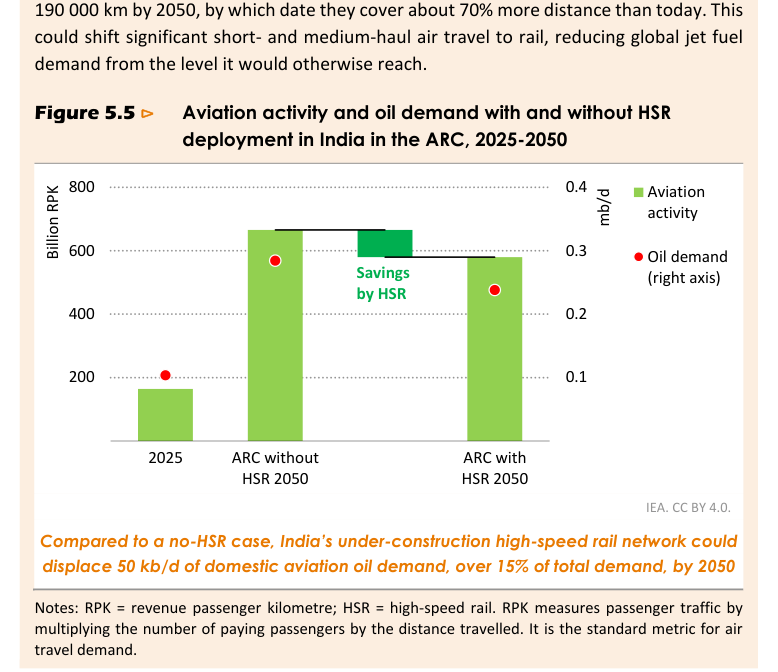 190 000 km by 2050, by which date they cover about 70% more distance than today. This
could shift significant short- and medium-haul air travel to rail, reducing global jet fuel
demand from the level it would otherwise reach.
Figure 5.5 ⊳ Aviation activity and oil demand with and without HSR
deployment in India in the ARC, 2025-2050
Billion RPK
800
600
400
200
0.4
0.3
0.2
0.1
mb/d
Savings
by HSR
2025
ARC without
HSR 2050
ARC with
HSR 2050
Aviation
activity
Oil demand
(right axis)
IEA. CC BY 4.0.
Compared to a no-HSR case, India's under-construction high-speed rail network could
displace 50 kb/d of domestic aviation oil demand, over 15% of total demand, by 2050
Notes: RPK = revenue passenger kilometre; HSR = high-speed rail. RPK measures passenger traffic by
multiplying the number of paying passengers by the distance travelled. It is the standard metric for air
travel demand.